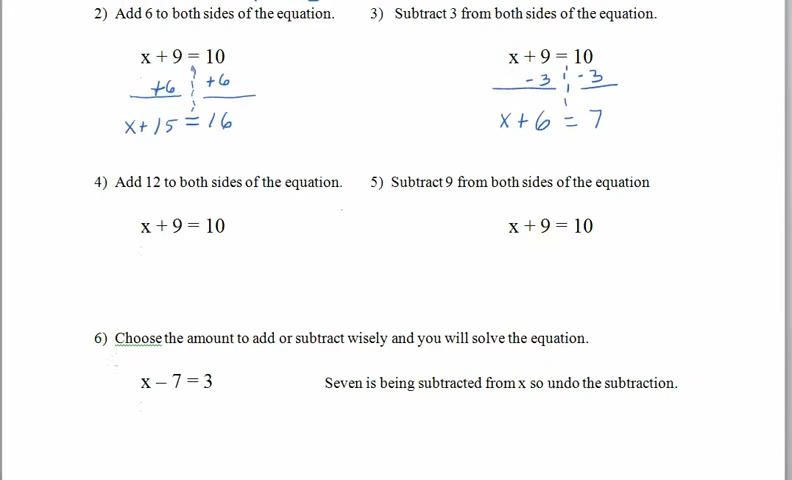 2) Add 6 to both sides of the equation. 3) Subtract 3 from both sides of the equation.
x + 9 = 10 x + 9 = 10
+6 +6 - 3 - 3
x + 15 = 16 x + 6 = 7
4) Add 12 to both sides of the equation. 5) Subtract 9 from both sides of the equation
x + 9 = 10 x + 9 = 10
6) Choose the amount to add or subtract wisely and you will solve the equation.
x – 7 = 3 Seven is being subtracted from x so undo the subtraction.